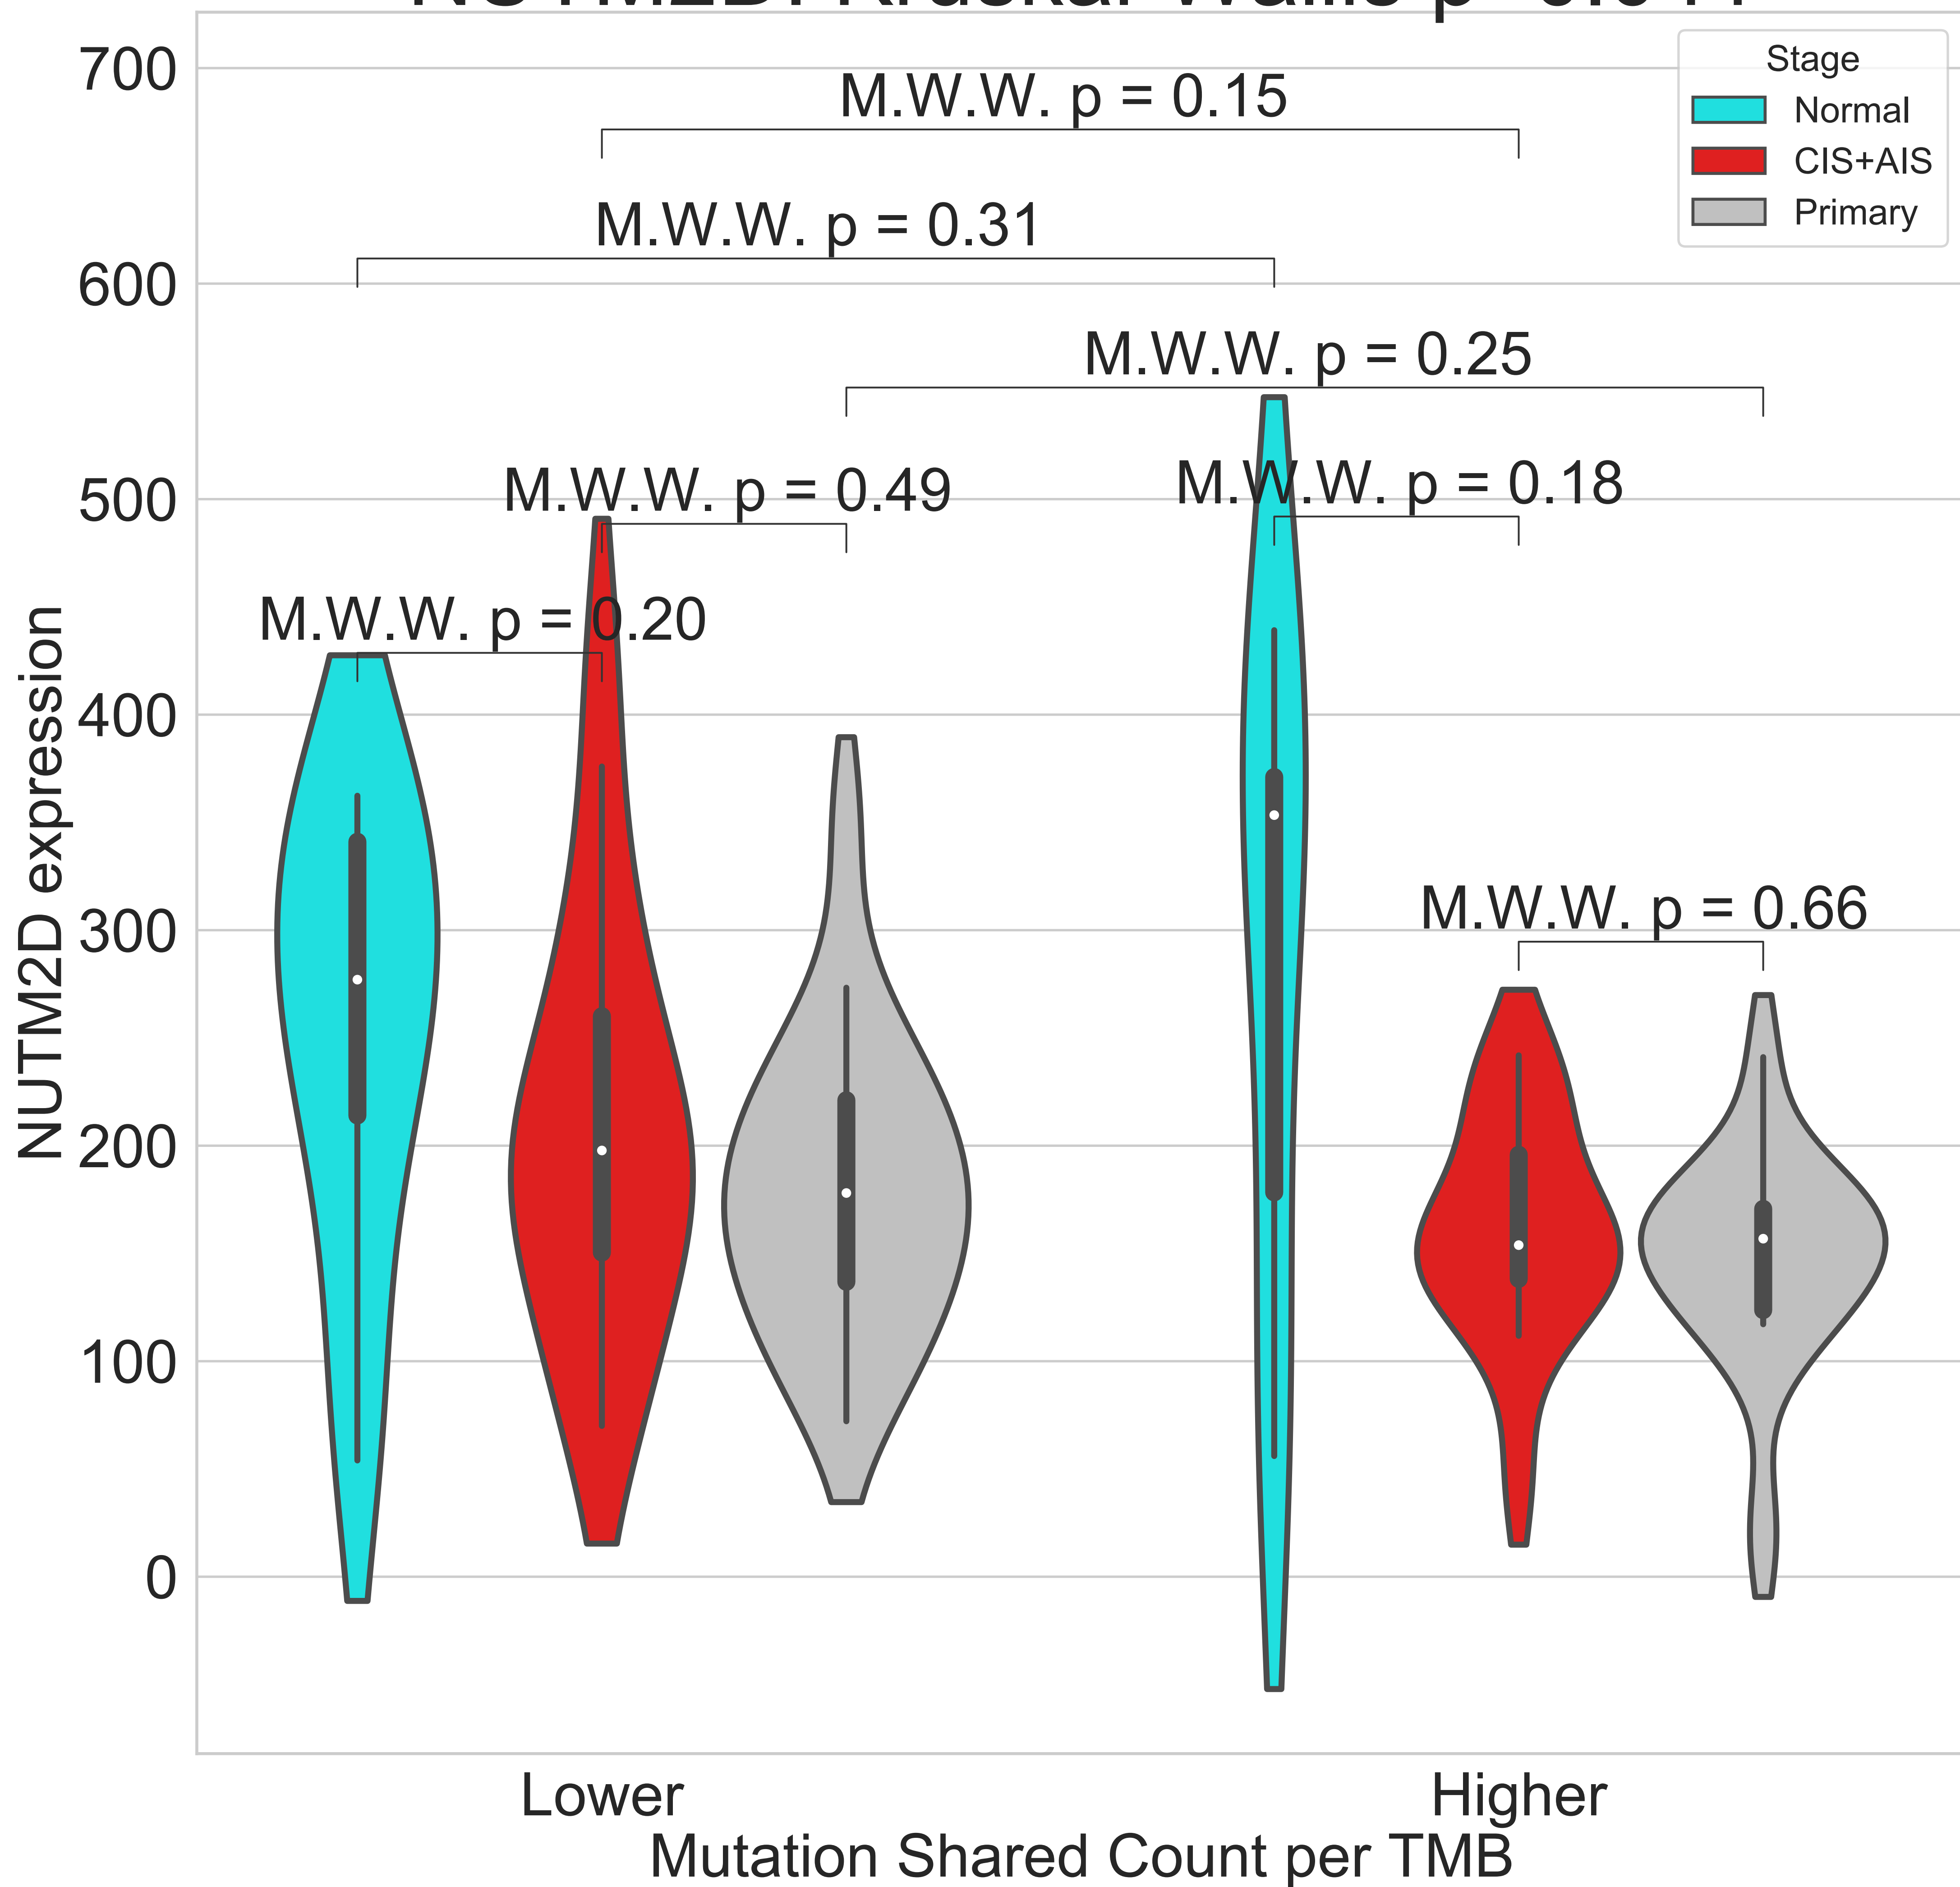 700
600
500
400
300
200
100
0
NUTM2D expression
M.W.W. p = 0.15
M.W.W. p = 0.31
M.W.W. p = 0.25
M.W.W. p = 0.49
M.W.W. p = 0.18
M.W.W. p = 0.20
M.W.W. p = 0.66
Stage
Normal
CIS+AIS
Primary
Lower
Higher
Mutation Shared Count per TMB